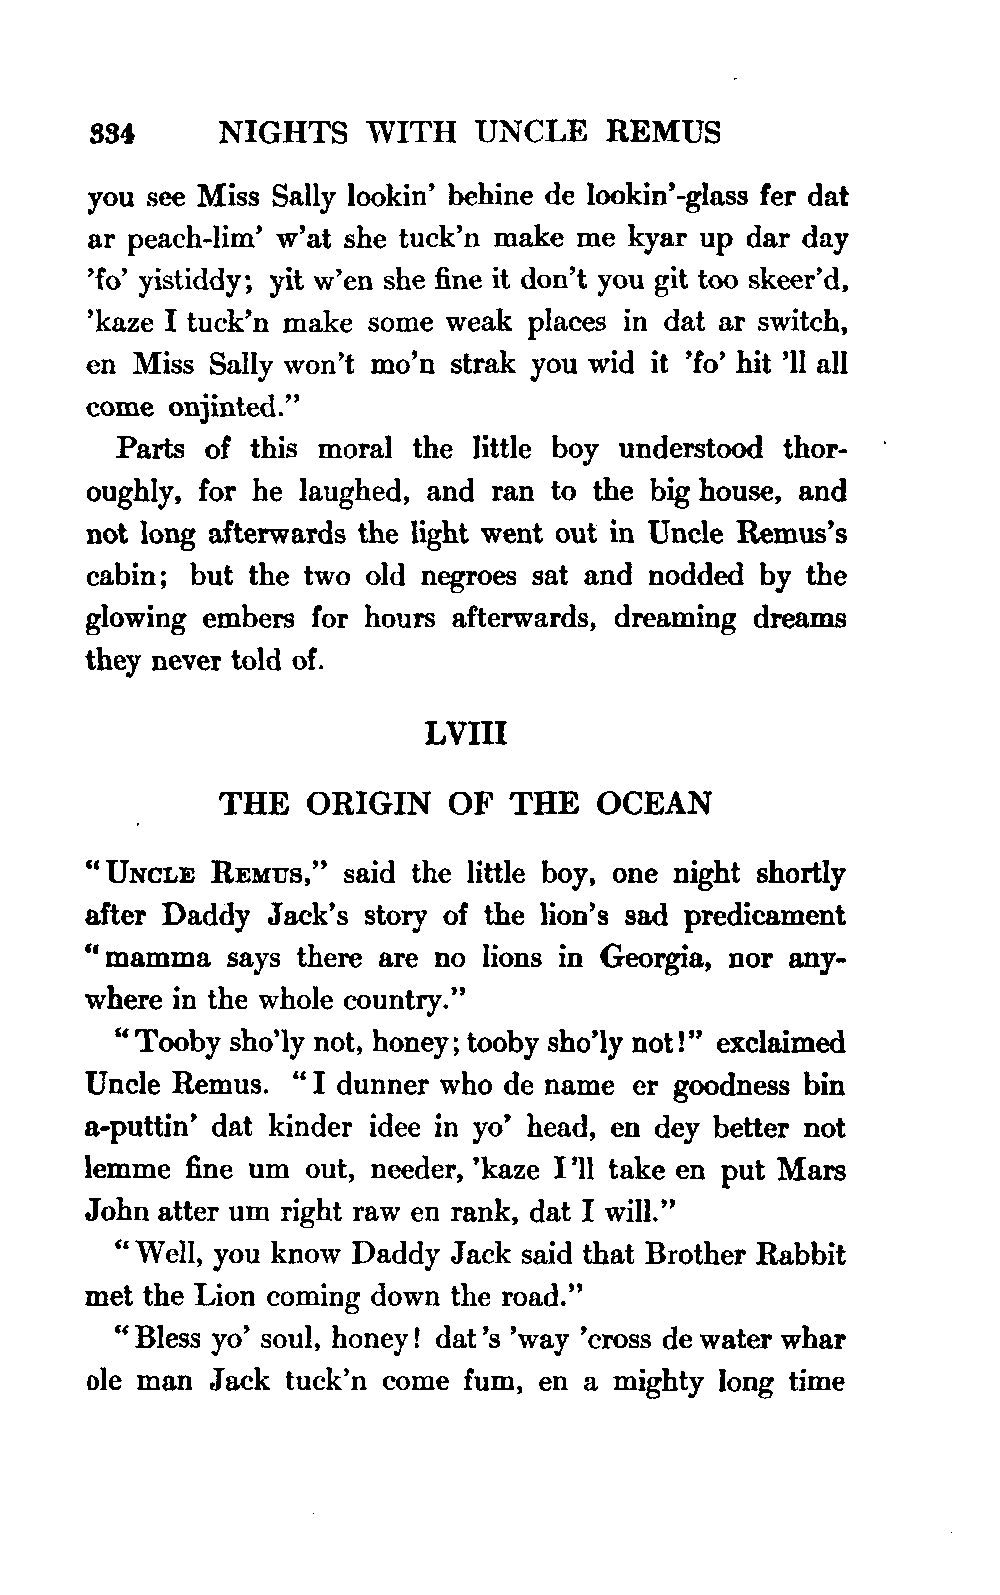 334 NIGHTS WITH UNCLE REMUS
you see Miss Sally lookin' behine de lookin'-glass fer dat
ar peach-lim' w'at she tuck'n make me kyar up dar day
'fo' yistiddy; yit w'en she fine it don't you git too skeer'd,
'kaze I tuck'n make some weak places in dat ar switch,
en Miss Sally won't mo'n strak you wid it 'fo' hit 'll all
come onjinted."
Parts of this moral the little boy understood thor-
oughly, for he laughed, and ran to the big house, and
not long afterwards the light went out in Uncle Remus's
cabin; but the two old negroes sat and nodded by the
glowing embers for hours afterwards, dreaming dreams
they never told of.
LVIII
THE ORIGIN OF THE OCEAN
"UNCLE REMUS," said the little boy, one night shortly
after Daddy Jack's story of the lion's sad predicament
"mamma says there are no lions in Georgia, nor any-
where in the whole country."
"Tooby sho'ly not, honey; tooby sho'ly not!" exclaimed
Uncle Remus. "I dunner who de name er goodness bin
a-puttin' dat kinder idee in yo' head, en dey better not
lemme fine um out, needer, 'kaze I 'll take en put Mars
John atter um right raw en rank, dat I will."
"Well, you know Daddy Jack said that Brother Rabbit
met the Lion coming down the road."
"Bless yo' soul, honey! dat 's 'way 'cross de water whar
ole man Jack tuck'n come fum, en a mighty long time